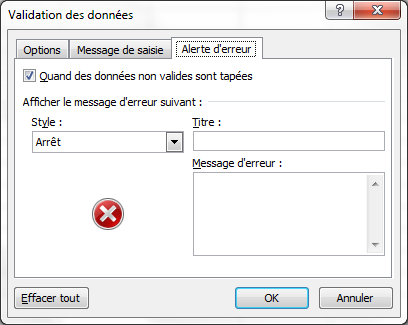 Validation des données
?
Options Message de saisie Alerte d'erreur
Quand des données non valides sont tapées
Afficher le message d'erreur suivant :
Style : Titre :
Arrêt
Message d'erreur :
Effacer tout OK Annuler